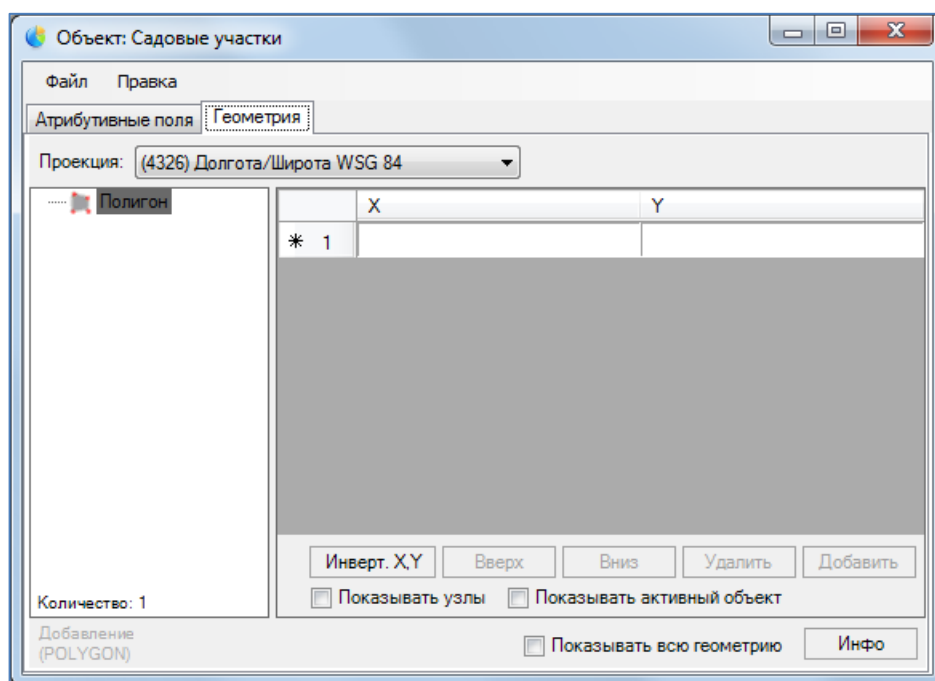 Объект: Садовые участки
Файл Правка
Атрибутивные поля Геометрия
Проекция: (4326) Долгота/Широта WSG 84
Полигон
X Y
* 1
Инверт. X,Y Вверх Вниз Удалить Добавить
Показывать узлы Показывать активный объект
Количество: 1
Добавление
(POLYGON)
Показывать всю геометрию Инфо